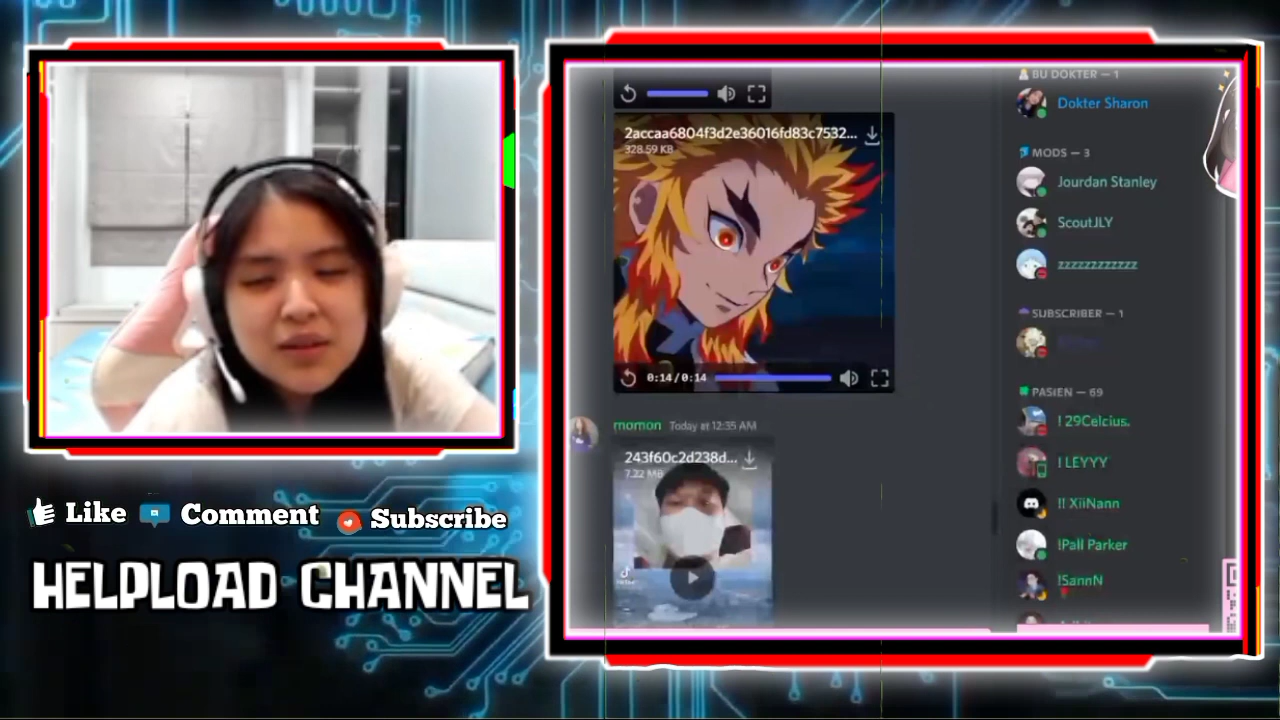 Like
Comment
Subscribe
HELPLOAD CHANNEL
2accaa6804f3d2e36016fd83c7532...
328.59 KB
0:14/0:14
momon Today at 12:35 AM
243f60c2d238d...
7.22 MB
BU DOKTER — 1
Dokter Sharon
MODS — 3
Jourdan Stanley
ScoutJLY
zzzzzzzzzzzz
SUBSCRIBER — 1
PASIEN — 69
! 29Celcius.
! LEYYY
!! XiiNann
!Pall Parker
!SannN